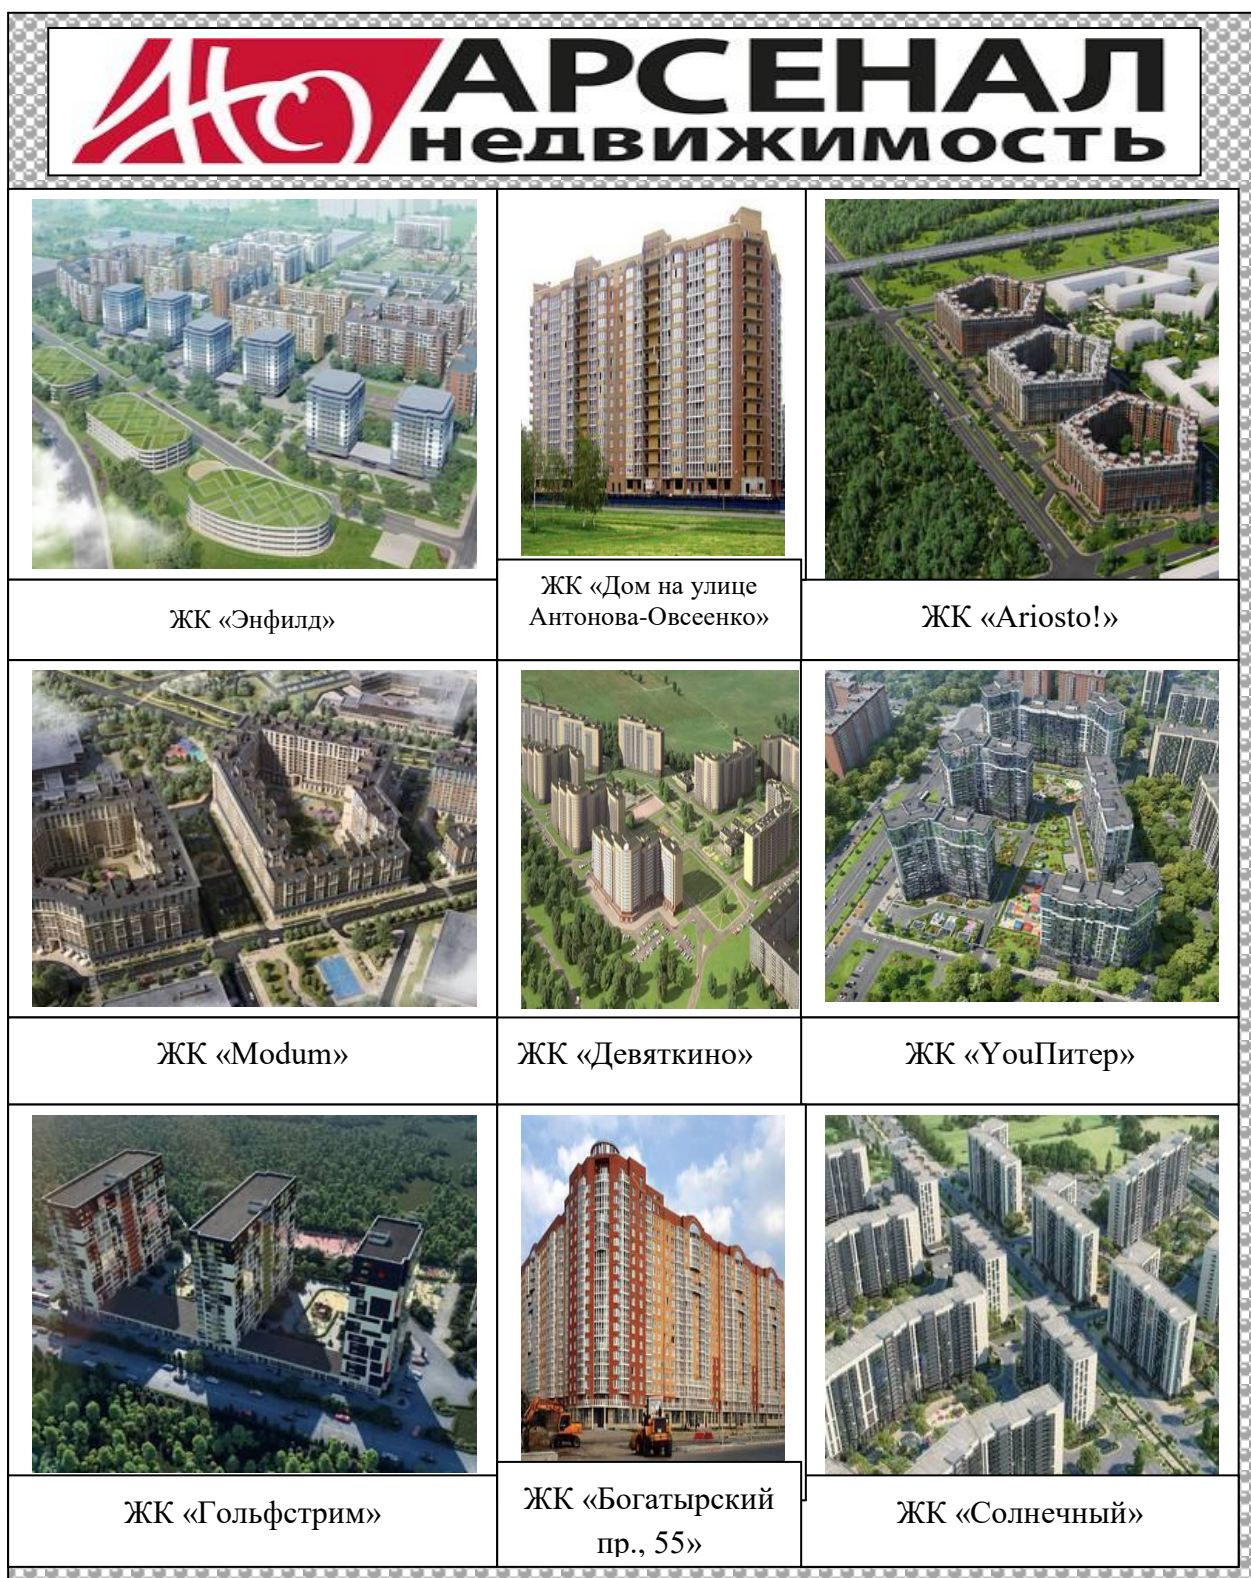 АРСЕНАЛ
недвижимость
ЖК «Энфилд»
ЖК «Дом на улице
Антонова-Овсеенко»
ЖК «Ariosto!»
ЖК «Modum»
ЖК «Девяткино»
ЖК «YouПитер»
ЖК «Гольфстрим»
ЖК «Богатырский
пр., 55»
ЖК «Солнечный»